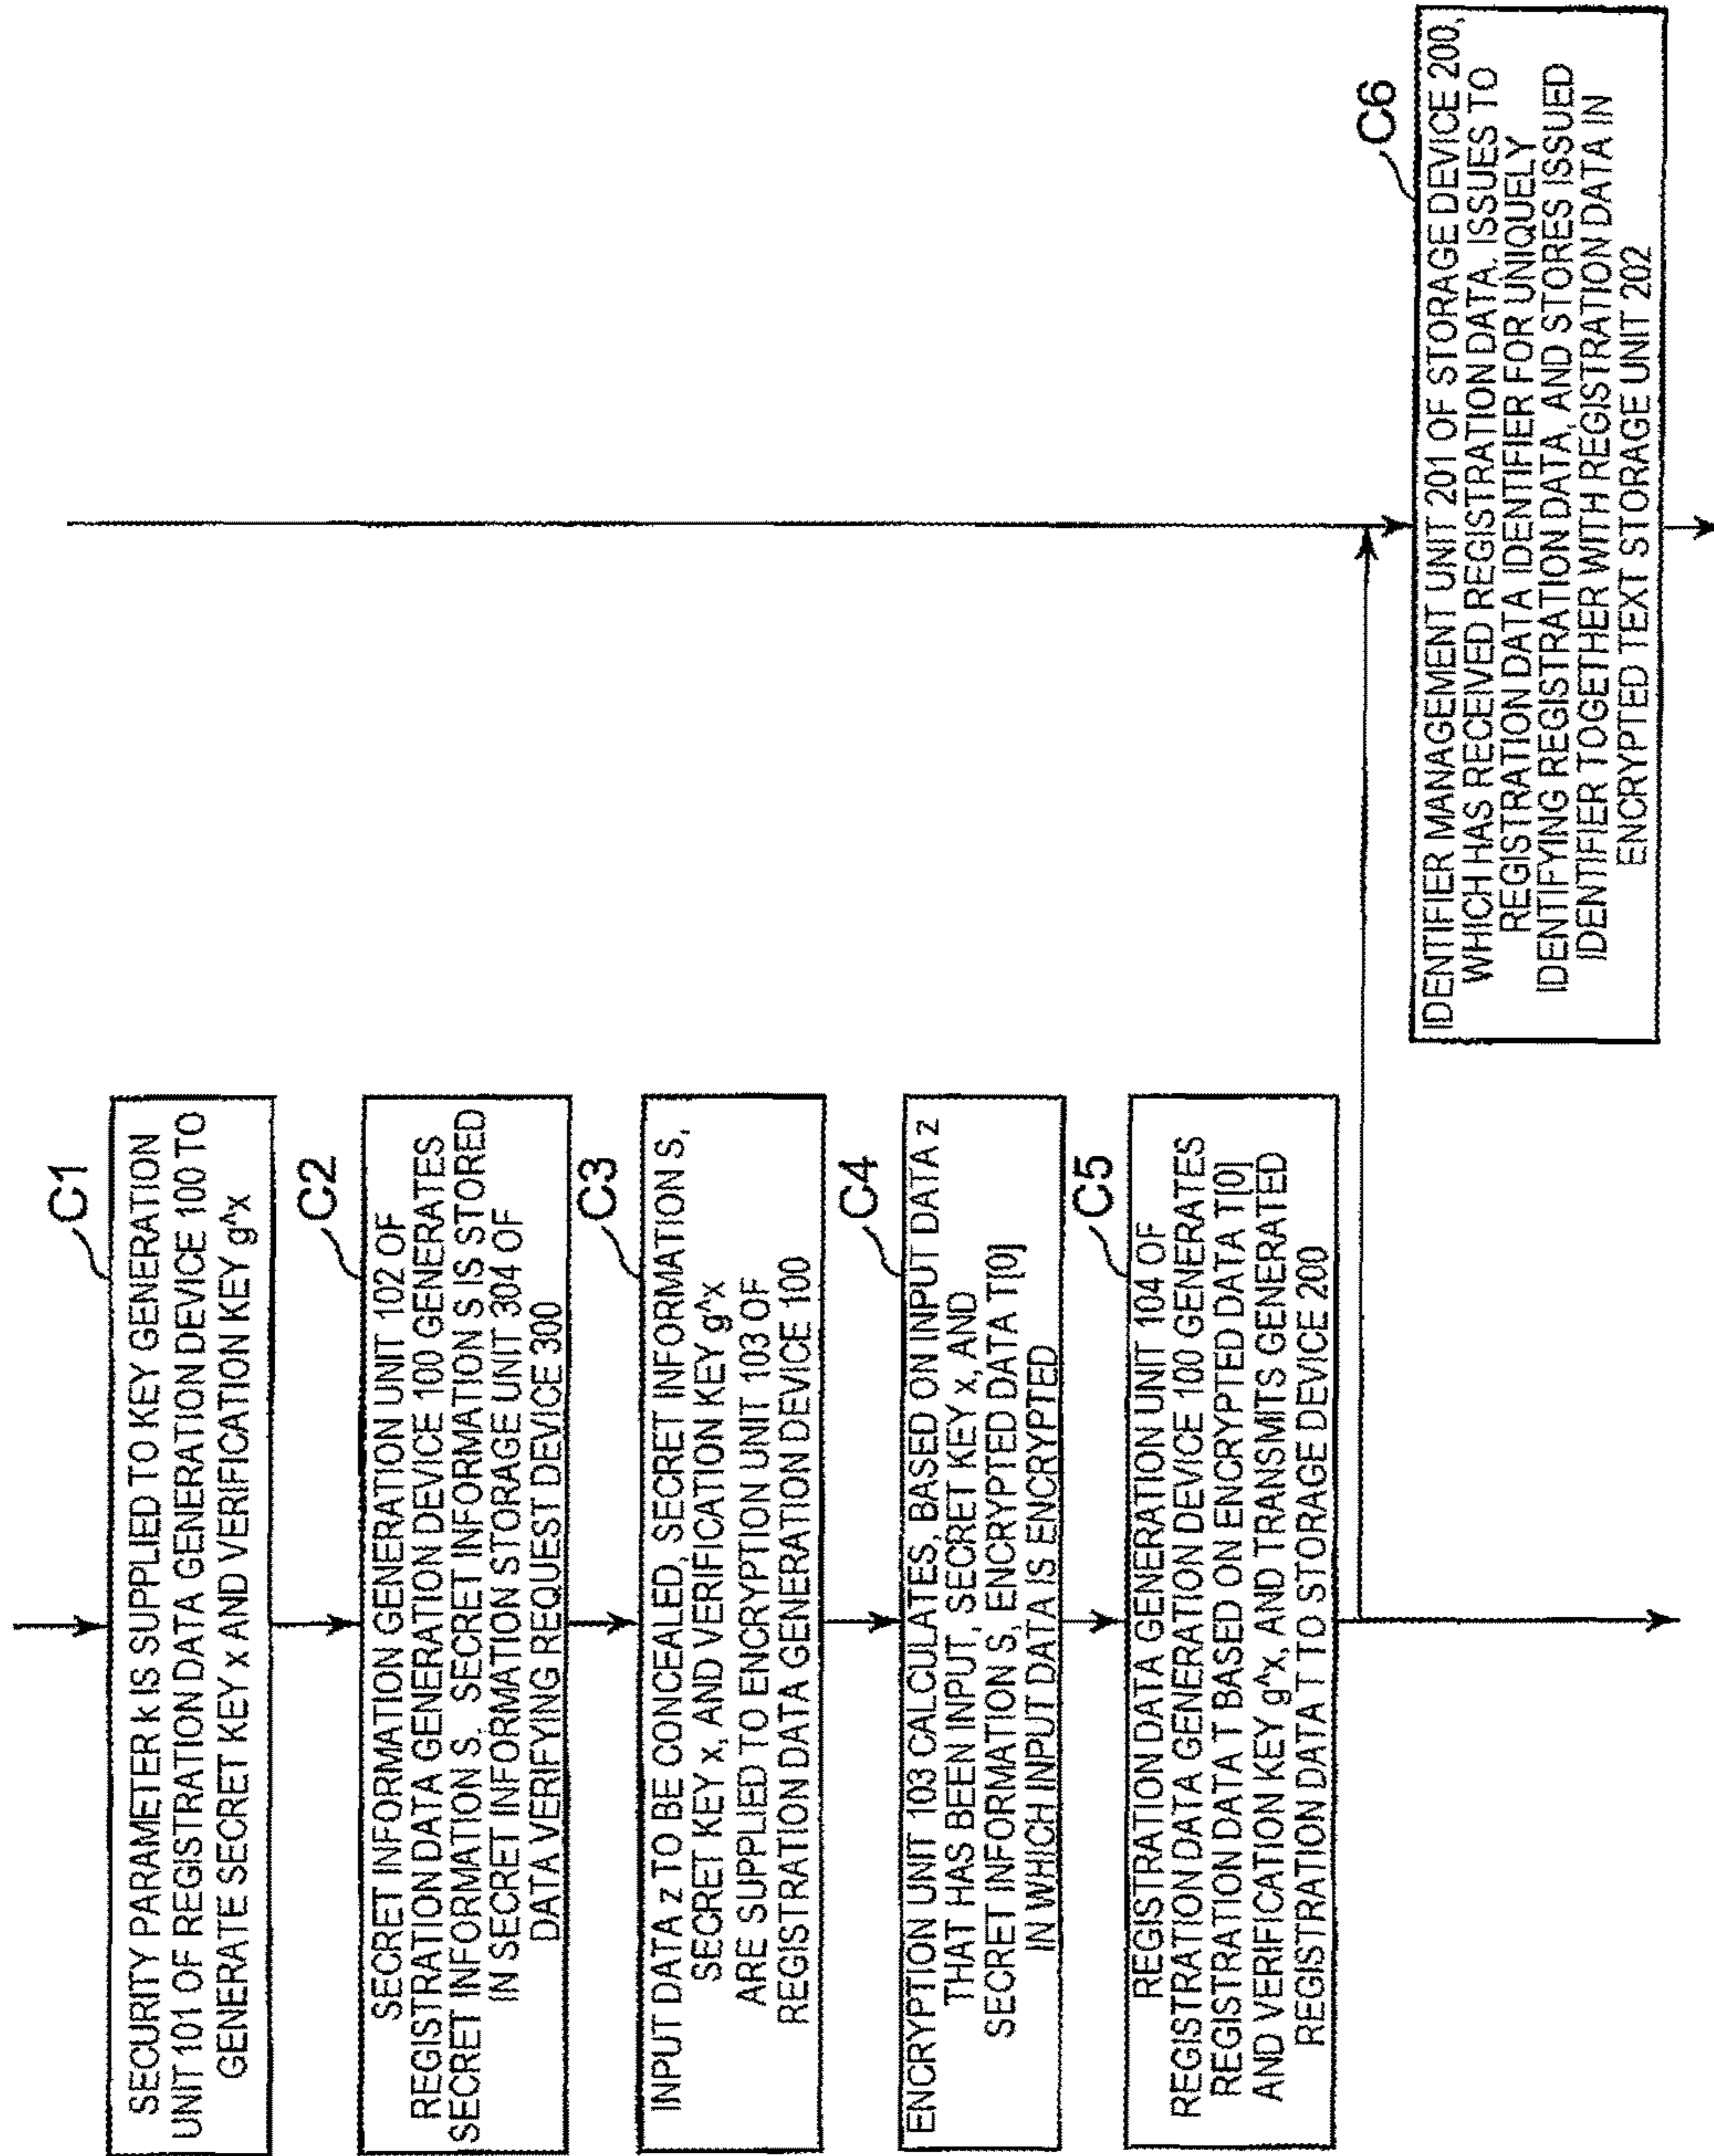 C1
SECURITY PARAMETER k IS SUPPLIED TO KEY GENERATION
UNIT 101 OF REGISTRATION DATA GENERATION DEVICE 100 TO
GENERATE SECRET KEY x AND VERIFICATION KEY g^x
C2
SECRET INFORMATION GENERATION UNIT 102 OF
REGISTRATION DATA GENERATION DEVICE 100 GENERATES
SECRET INFORMATION S. SECRET INFORMATION S IS STORED
IN SECRET INFORMATION STORAGE UNIT 304 OF
DATA VERIFYING REQUEST DEVICE 300
C3
INPUT DATA z TO BE CONCEALED, SECRET INFORMATION S,
SECRET KEY x, AND VERIFICATION KEY g^x
ARE SUPPLIED TO ENCRYPTION UNIT 103 OF
REGISTRATION DATA GENERATION DEVICE 100
C4
ENCRYPTION UNIT 103 CALCULATES, BASED ON INPUT DATA z
THAT HAS BEEN INPUT, SECRET KEY x, AND
SECRET INFORMATION S, ENCRYPTED DATA T[0]
IN WHICH INPUT DATA IS ENCRYPTED
C5
REGISTRATION DATA GENERATION UNIT 104 OF
REGISTRATION DATA GENERATION DEVICE 100 GENERATES
REGISTRATION DATA T BASED ON ENCRYPTED DATA T[0]
AND VERIFICATION KEY g^x, AND TRANSMITS GENERATED
REGISTRATION DATA T TO STORAGE DEVICE 200
C6
IDENTIFIER MANAGEMENT UNIT 201 OF STORAGE DEVICE 200,
WHICH HAS RECEIVED REGISTRATION DATA, ISSUES TO
REGISTRATION DATA IDENTIFIER FOR UNIQUELY
IDENTIFYING REGISTRATION DATA, AND STORES ISSUED
IDENTIFIER TOGETHER WITH REGISTRATION DATA IN
ENCRYPTED TEXT STORAGE UNIT 202